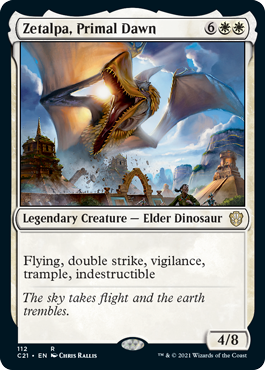 Zetalpa, Primal Dawn 6
Legendary Creature — Elder Dinosaur
Flying, double strike, vigilance,
trample, indestructible
The sky takes flight and the earth
trembles.
4/8
112 R
C21 • EN Chris Rallis
™ & © 2021 Wizards of the Coast